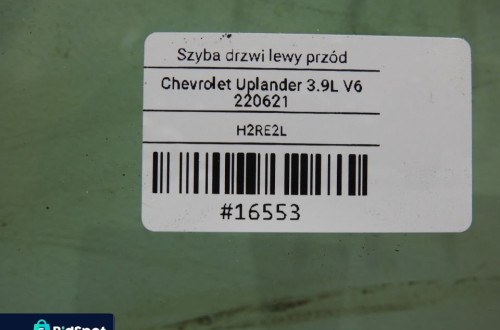 Szyba drzwi lewy przód
Chevrolet Uplander 3.9L V6
220621
H2RE2L
#16553